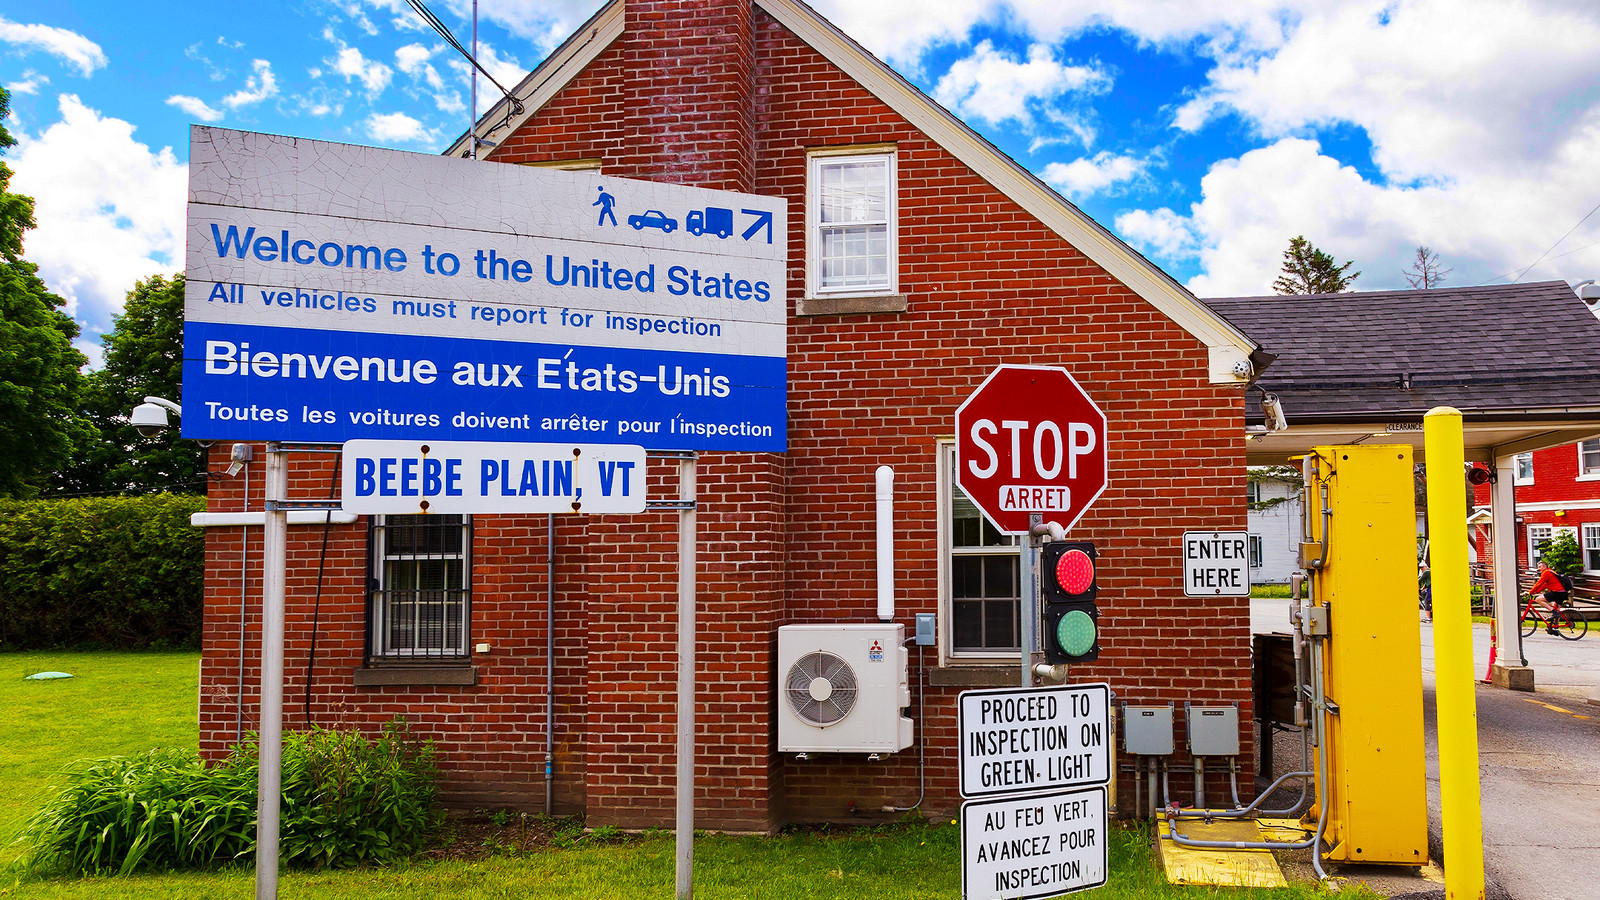 Welcome to the United States
All vehicles must report for inspection
Bienvenue aux États-Unis
Toutes les voitures doivent arrêter pour l'inspection
BEEBE PLAIN, VT
STOP
ARRET
ENTER
HERE
PROCEED TO
INSPECTION ON
GREEN LIGHT
AU FEU VERT,
AVANCEZ POUR
INSPECTION
CLEARANCE